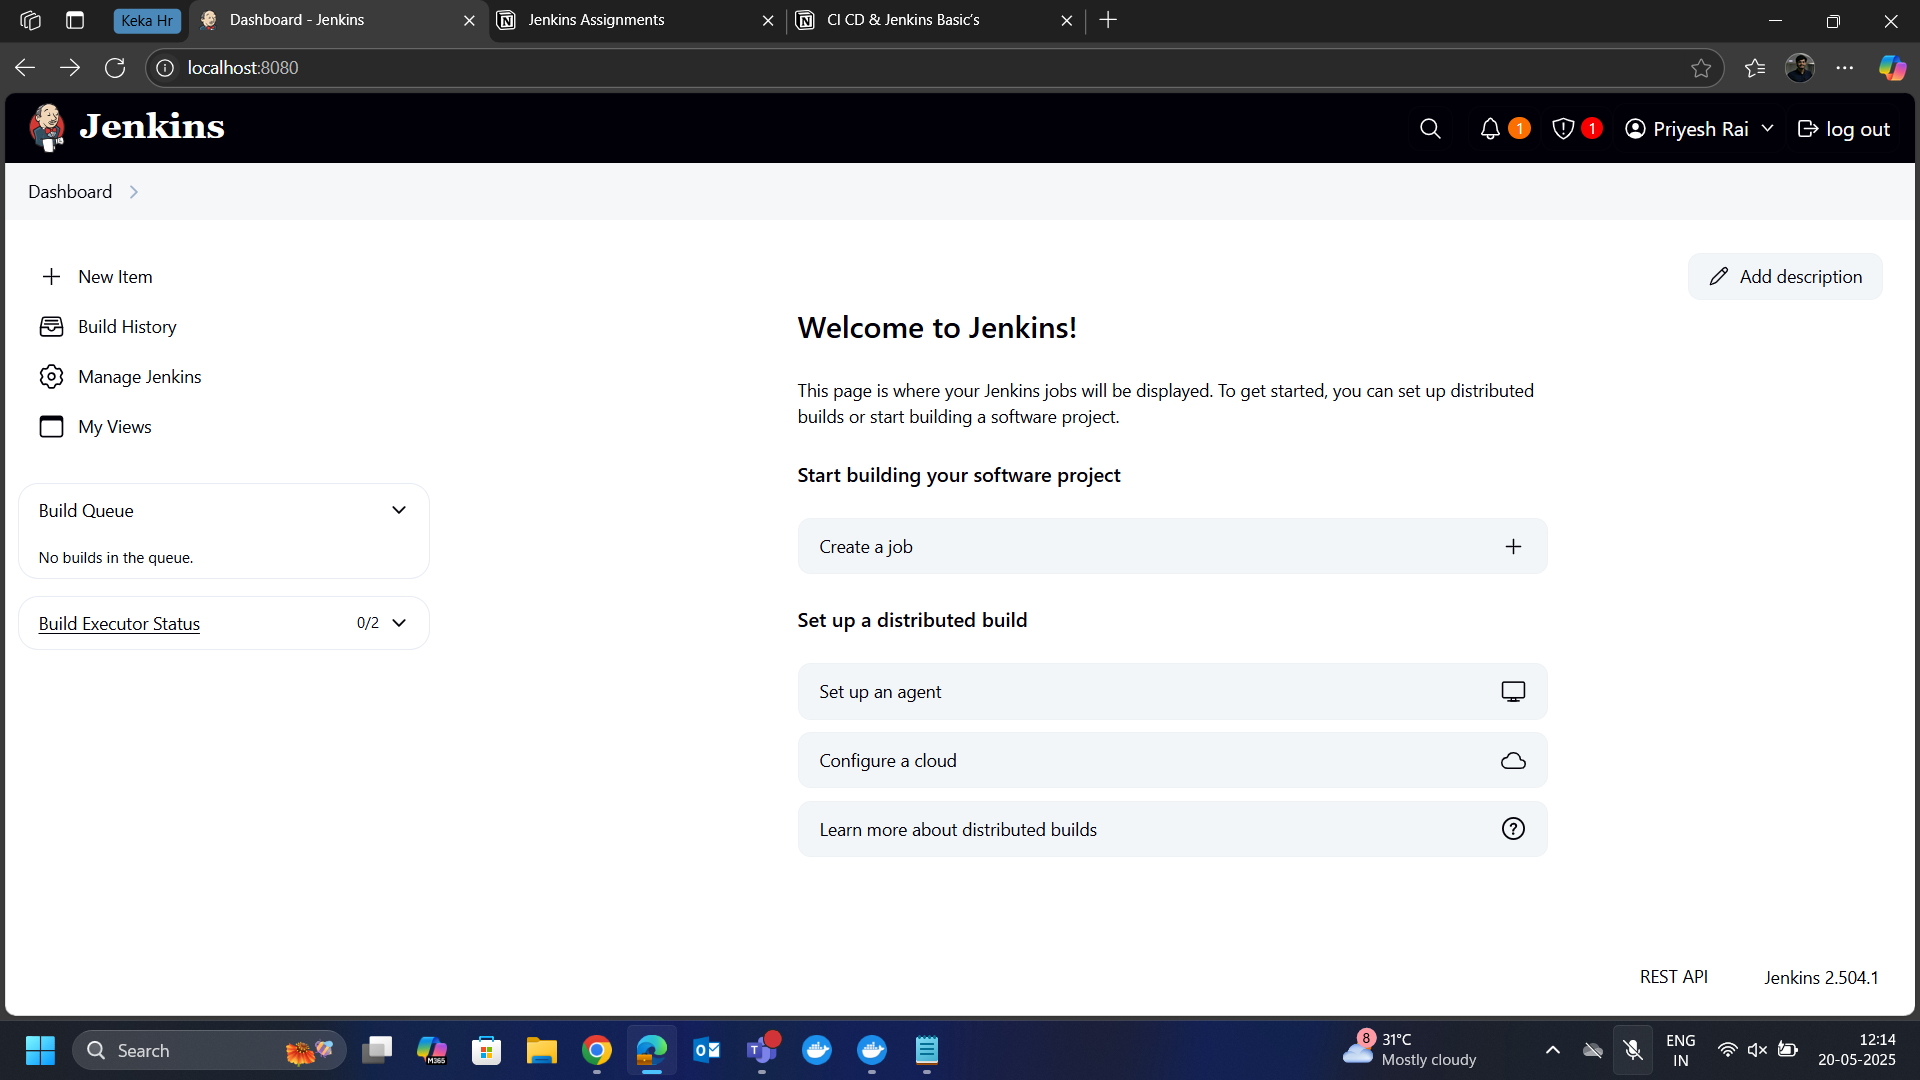 Keka Hr
Dashboard - Jenkins
Jenkins Assignments
CI CD & Jenkins Basic's
localhost:8080
Jenkins
1
1
Priyesh Rai
log out
Dashboard
New Item
Build History
Manage Jenkins
My Views
Build Queue
No builds in the queue.
Build Executor Status
0/2
Add description
Welcome to Jenkins!
This page is where your Jenkins jobs will be displayed. To get started, you can set up distributed
builds or start building a software project.
Start building your software project
Create a job
Set up a distributed build
Set up an agent
Configure a cloud
Learn more about distributed builds
REST API
Jenkins 2.504.1
Search
M365
8
31°C
Mostly cloudy
ENG
IN
12:14
20-05-2025